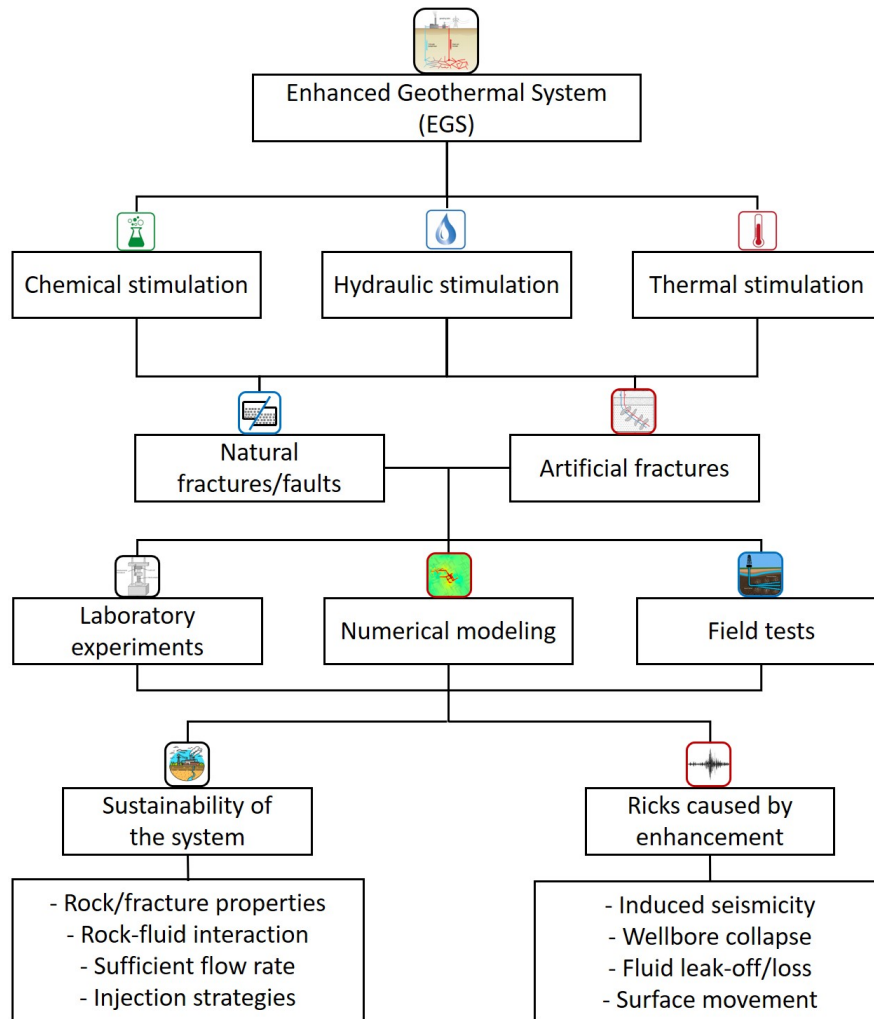 Enhanced Geothermal System
(EGS)
Chemical stimulation
Hydraulic stimulation
Thermal stimulation
Natural
fractures/faults
Artificial fractures
Laboratory
experiments
Numerical modeling
Field tests
Sustainability of
the system
Ricks caused by
enhancement
- Rock/fracture properties
- Rock-fluid interaction
- Sufficient flow rate
- Injection strategies
- Induced seismicity
- Wellbore collapse
- Fluid leak-off/loss
- Surface movement